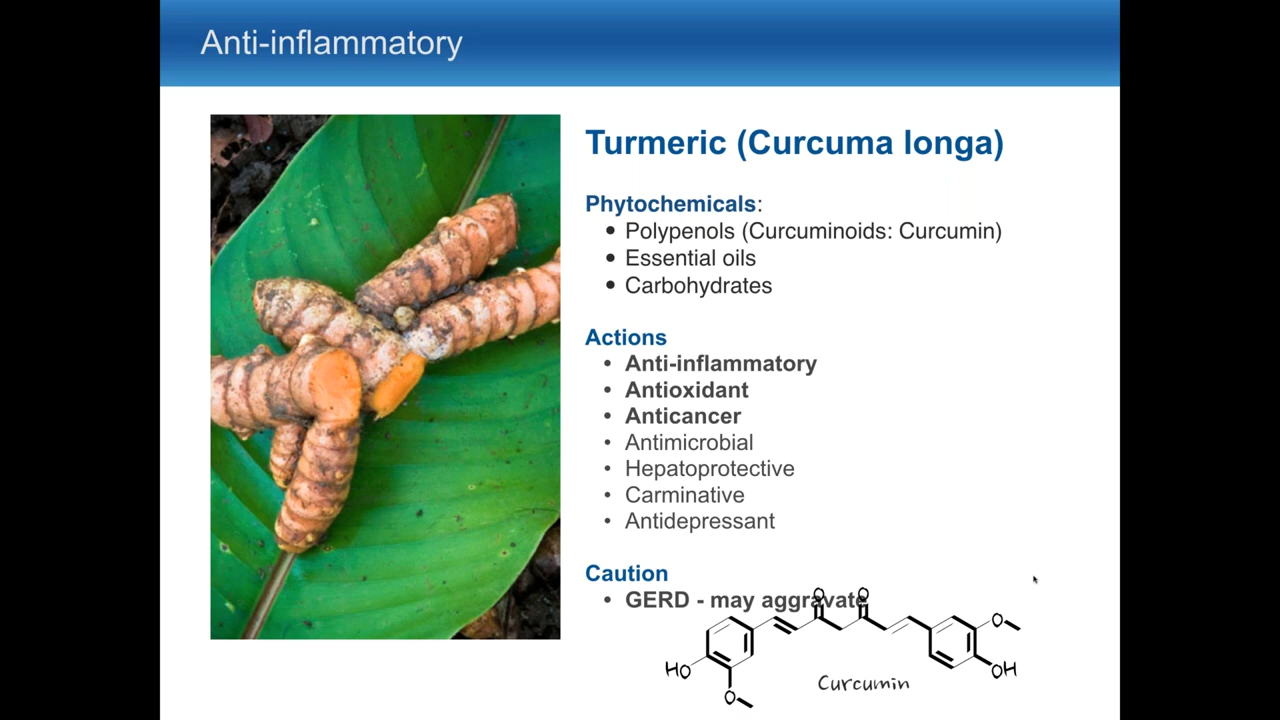 Anti-inflammatory
Turmeric (Curcuma longa)
Phytochemicals:
• Polypenols (Curcuminoids: Curcumin)
• Essential oils
• Carbohydrates
Actions
• Anti-inflammatory
• Antioxidant
• Anticancer
• Antimicrobial
• Hepatoprotective
• Carminative
• Antidepressant
Caution
• GERD - may aggravate
O O
O
HO OH
O
Curcumin